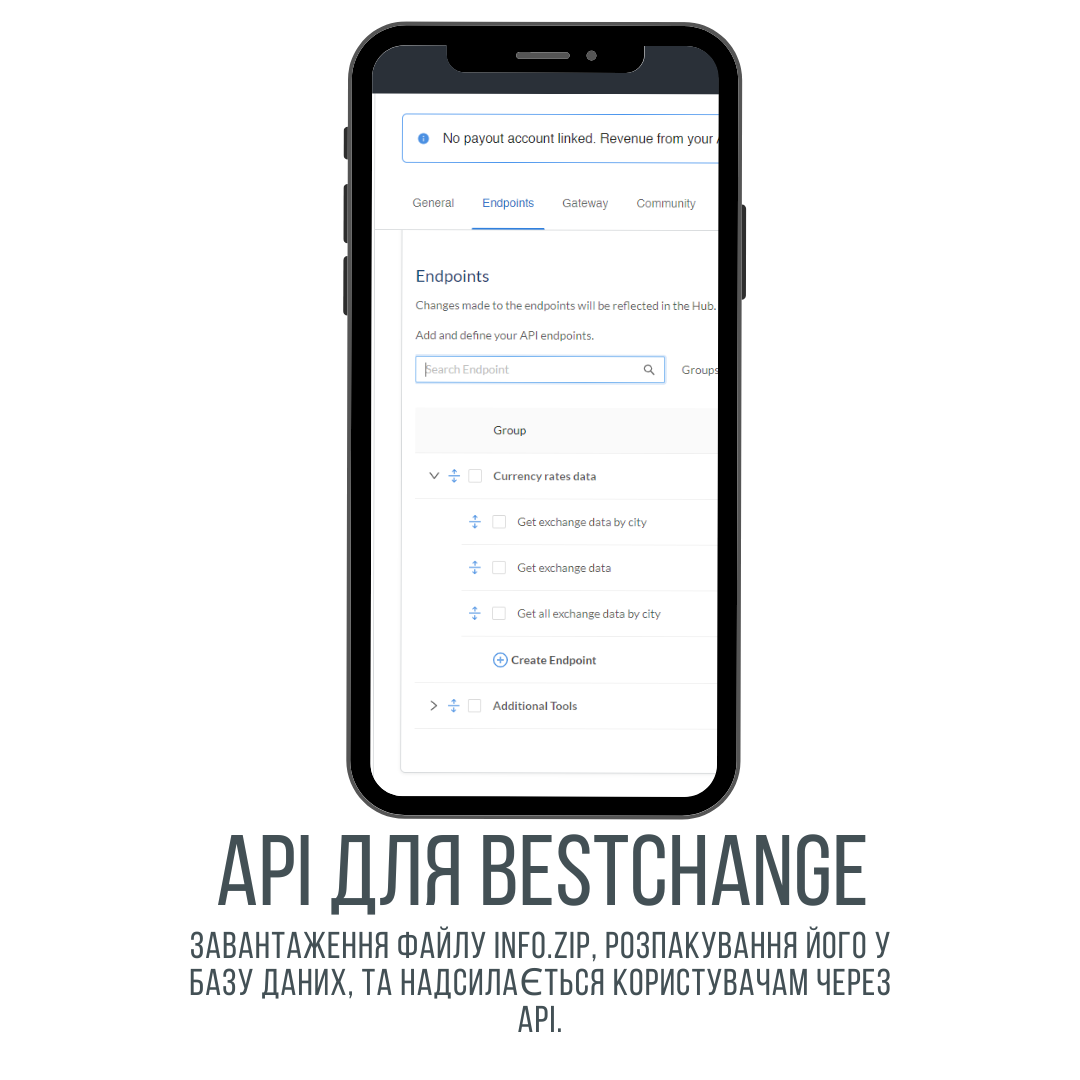 No payout account linked. Revenue from your
General Endpoints Gateway Community
Endpoints
Changes made to the endpoints will be reflected in the Hub.
Add and define your API endpoints.
Search Endpoint Groups
Group
Currency rates data
Get exchange data by city
Get exchange data
Get all exchange data by city
Create Endpoint
Additional Tools
API ДЛЯ BESTCHANGE
ЗАВАНТАЖЕННЯ ФАЙЛУ INFO.ZIP, РОЗПАКУВАННЯ ЙОГО У
БАЗУ ДАНИХ, ТА НАДСИЛАЄТЬСЯ КОРИСТУВАЧАМ ЧЕРЕЗ
API.